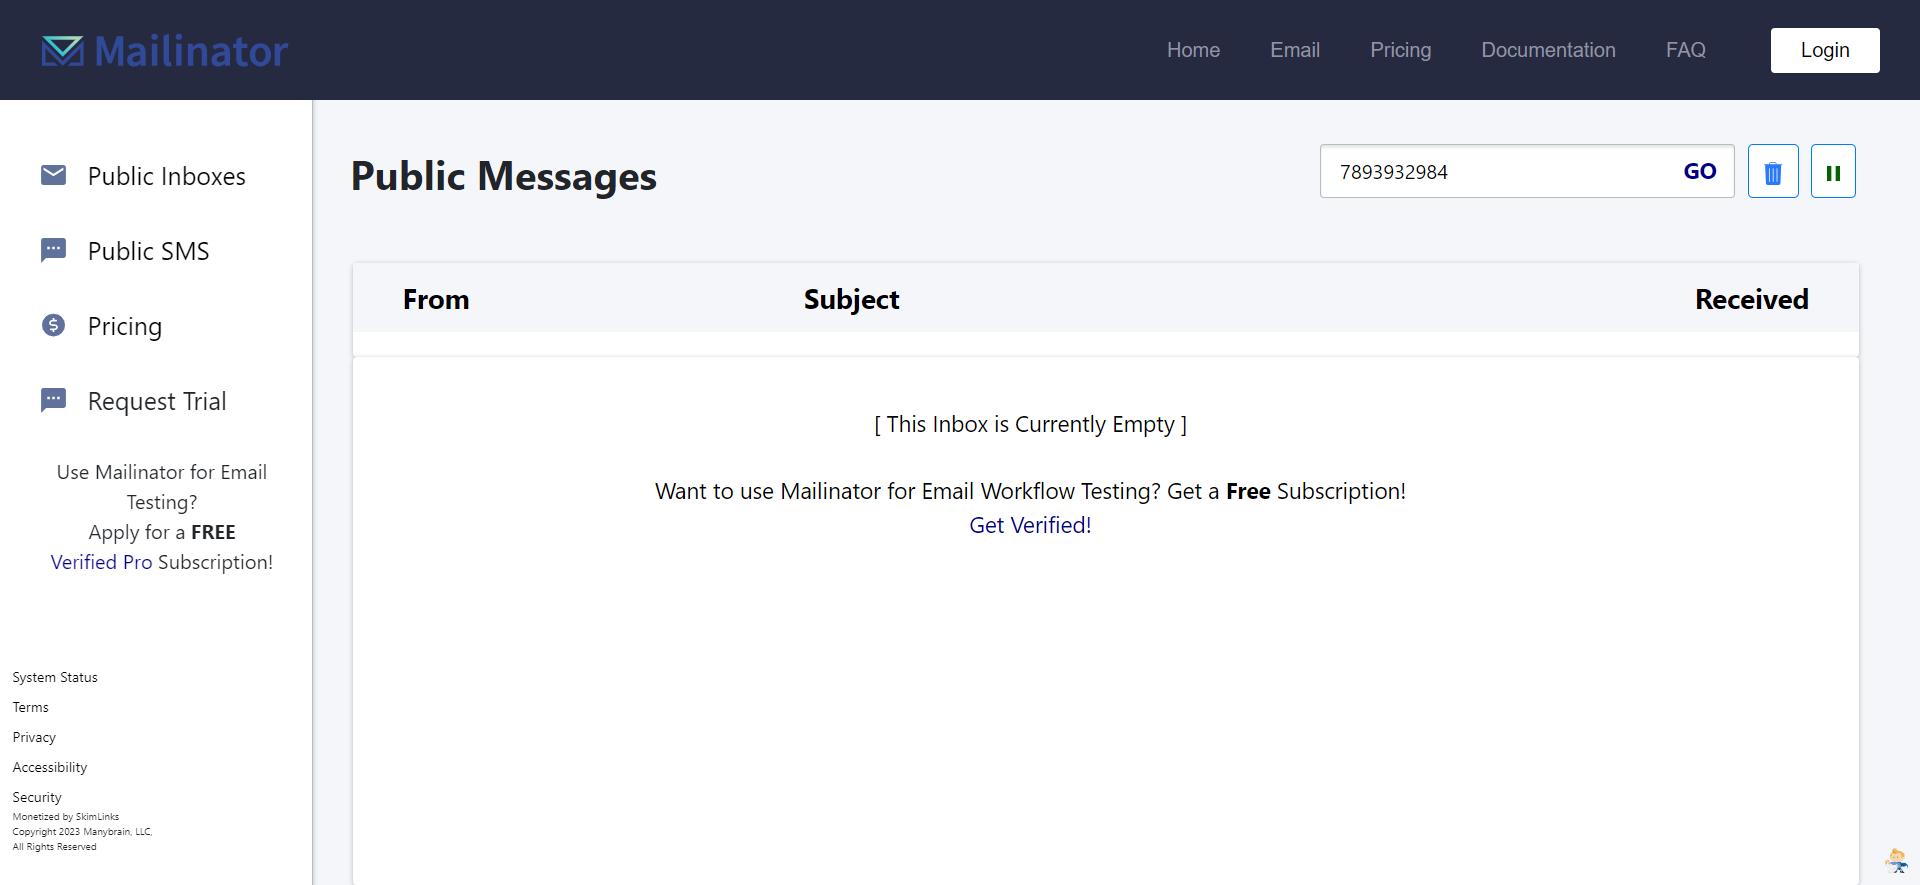 Mailinator
Home
Email
Pricing
Documentation
FAQ
Login
Public Inboxes
Public SMS
Pricing
Request Trial
Use Mailinator for Email
Testing?
Apply for a FREE
Verified Pro Subscription!
System Status
Terms
Privacy
Accessibility
Security
Monetized by SkimLinks
Copyright 2023 Manybrain, LLC,
All Rights Reserved
Public Messages
7893932984
GO
From
Subject
Received
[ This Inbox is Currently Empty ]
Want to use Mailinator for Email Workflow Testing? Get a Free Subscription!
Get Verified!